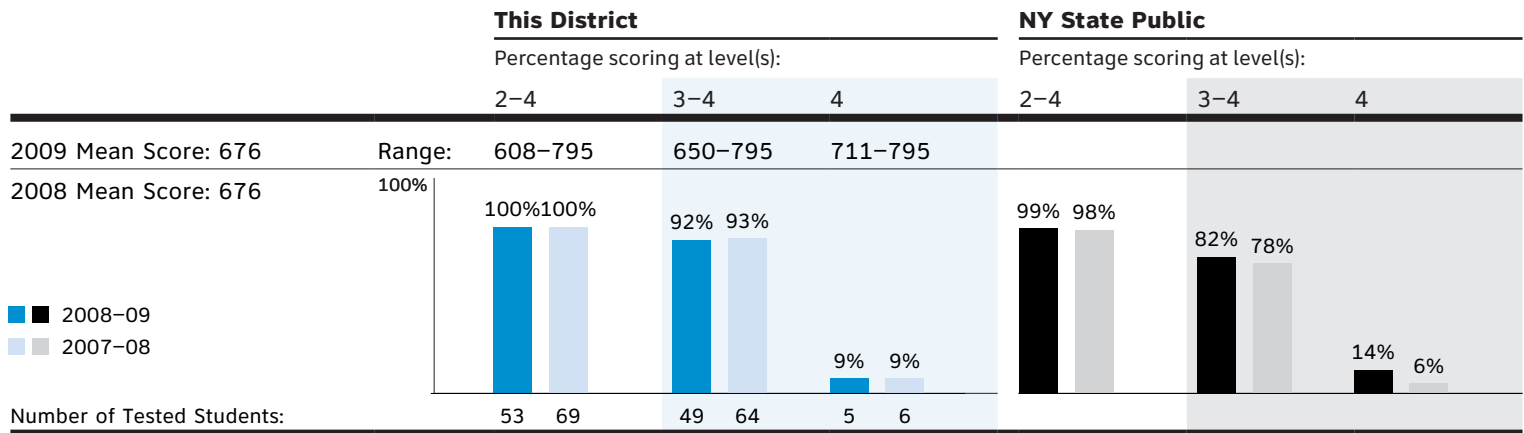 This District NY State Public
Percentage scoring at level(s): Percentage scoring at level(s):
2–4 3–4 4 2–4 3–4 4
2009 Mean Score: 676 Range: 608–795 650–795 711–795
2008 Mean Score: 676 100%
100% 100% 92% 93% 9% 9% 99% 98% 82% 78% 14% 6%
2008–09
2007–08
Number of Tested Students: 53 69 49 64 5 6